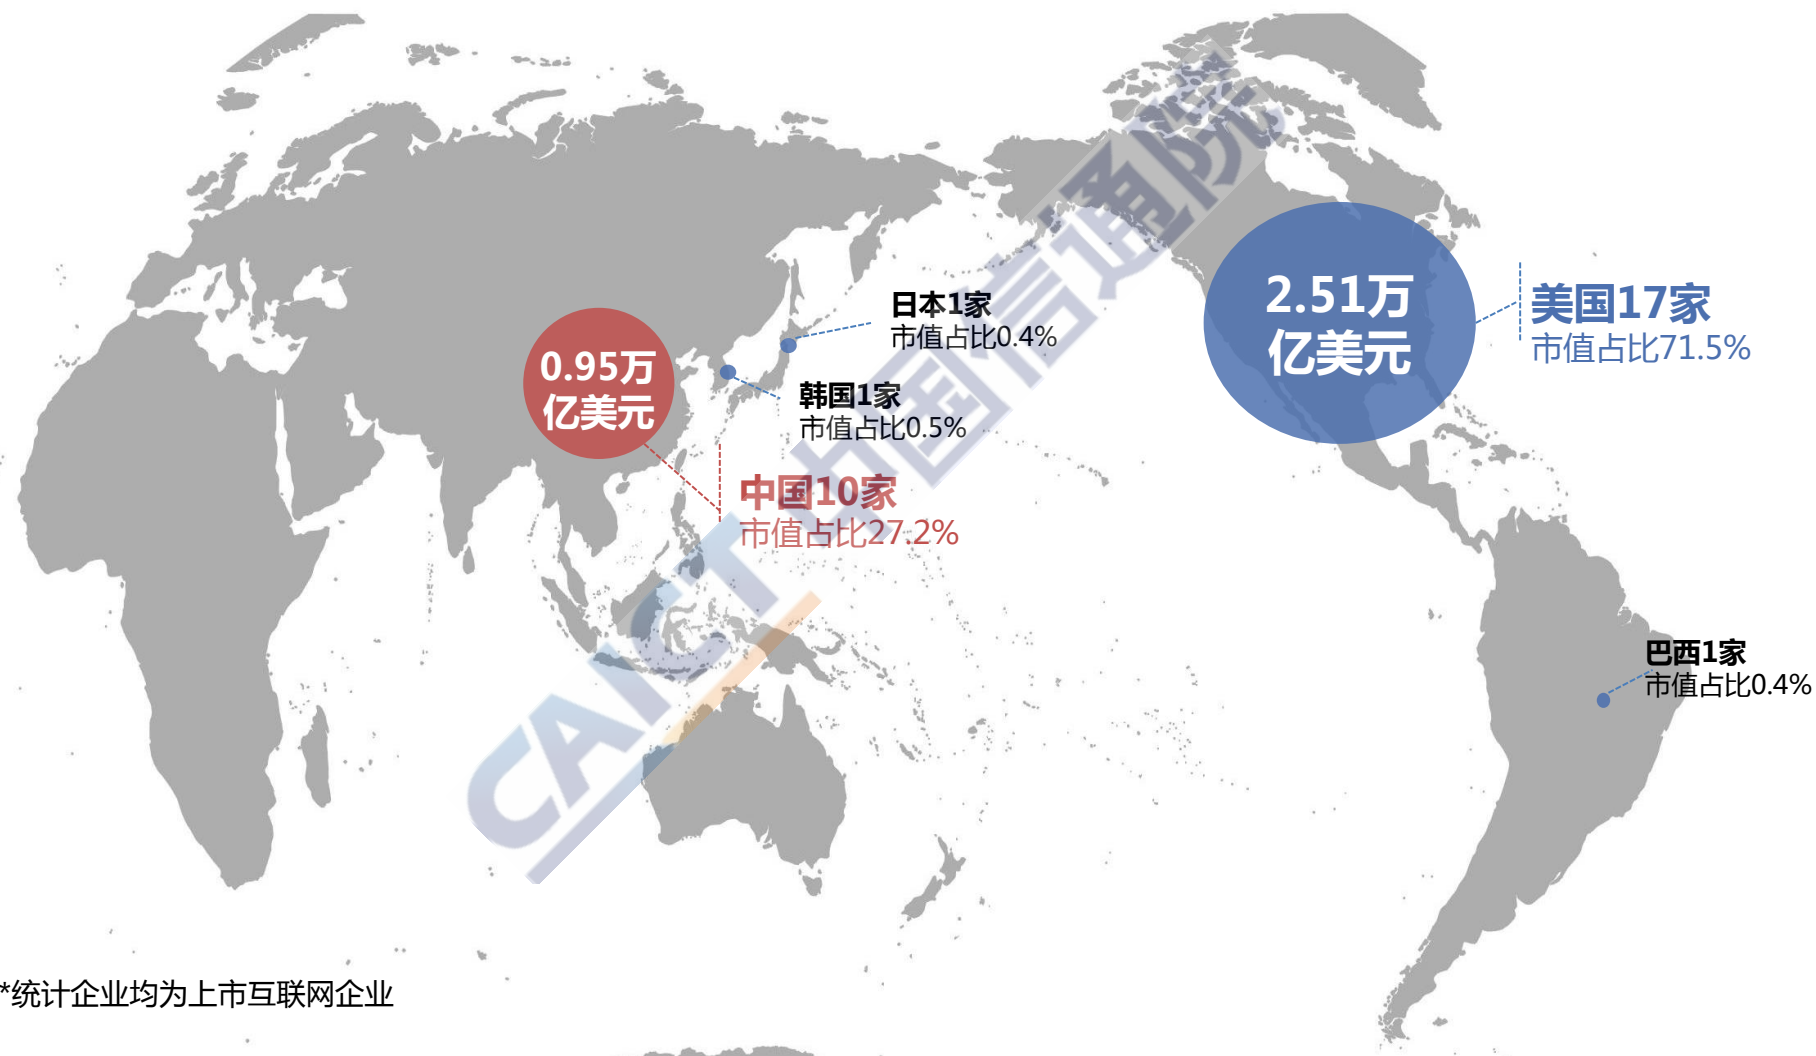 日本1家
市值占比0.4%
韩国1家
市值占比0.5%
0.95万
亿美元
中国10家
市值占比27.2%
2.51万
亿美元
美国17家
市值占比71.5%
巴西1家
市值占比0.4%
CAICT 中国信通院
*统计企业均为上市互联网企业